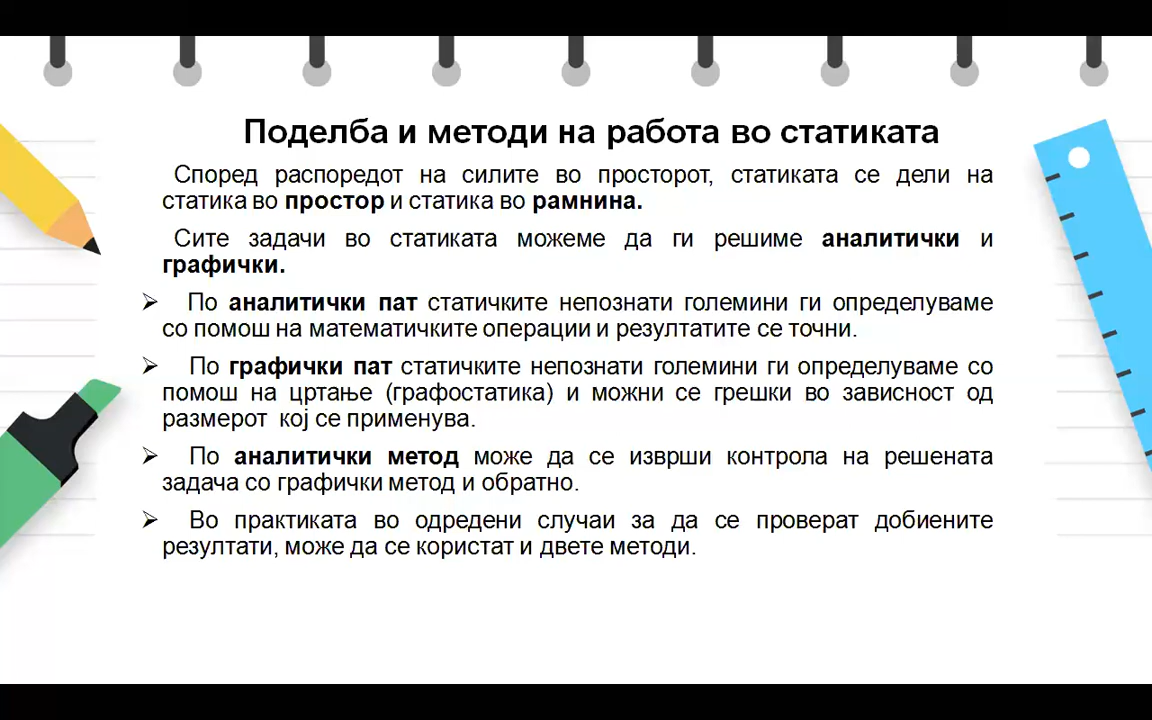 Поделба и методи на работа во статиката
Според распоредот на силите во просторот, статиката се дели на
статика во простор и статика во рамнина.
Сите задачи во статиката можеме да ги решиме аналитички и
графички.
➢ По аналитички пат статичките непознати големини ги определуваме
со помош на математичките операции и резултатите се точни.
➢ По графички пат статичките непознати големини ги определуваме со
помош на цртање (графостатика) и можни се грешки во зависност од
размерот кој се применува.
➢ По аналитички метод може да се изврши контрола на решената
задача со графички метод и обратно.
➢ Во практиката во одредени случаи за да се проверат добиените
резултати, може да се користат и двете методи.